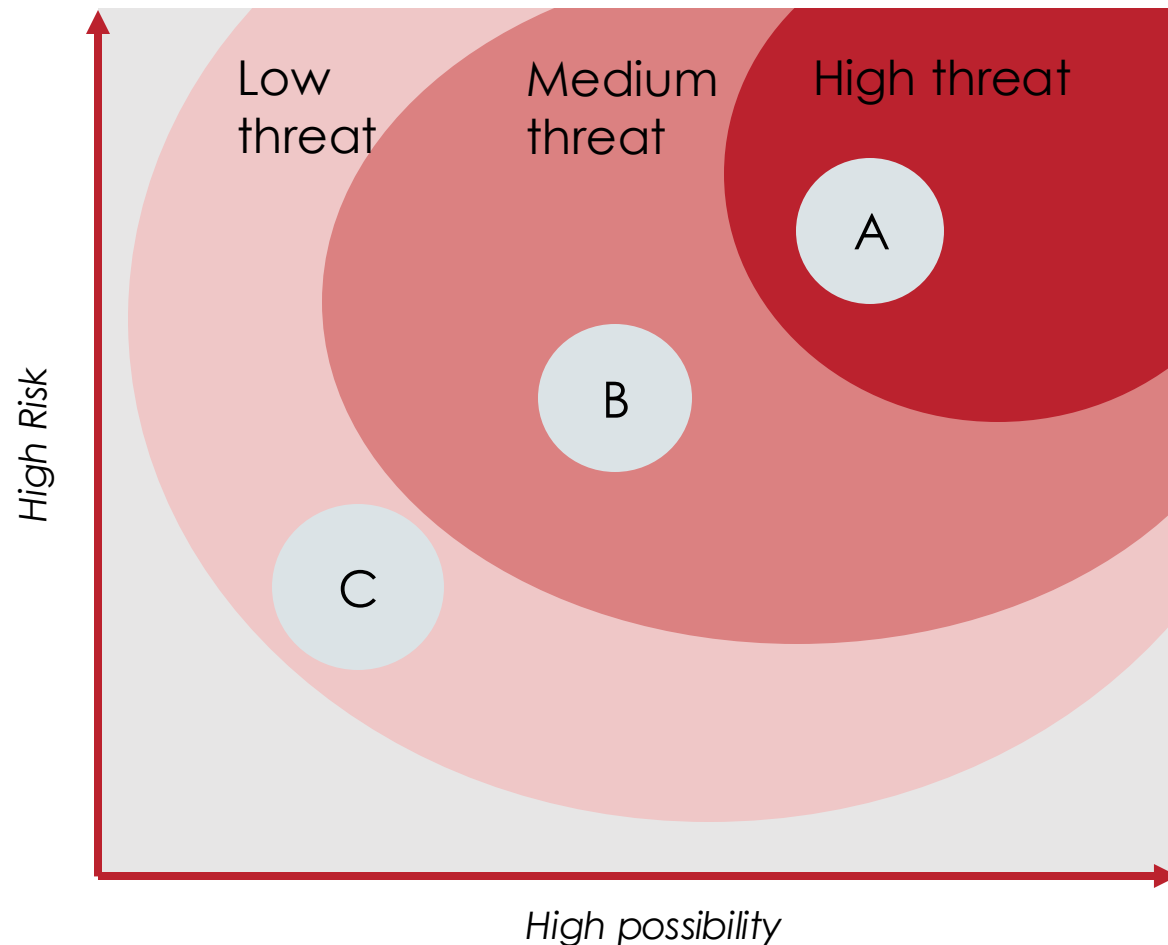 Low
threat
Medium
threat
High threat
A
B
C
High Risk
High possibility